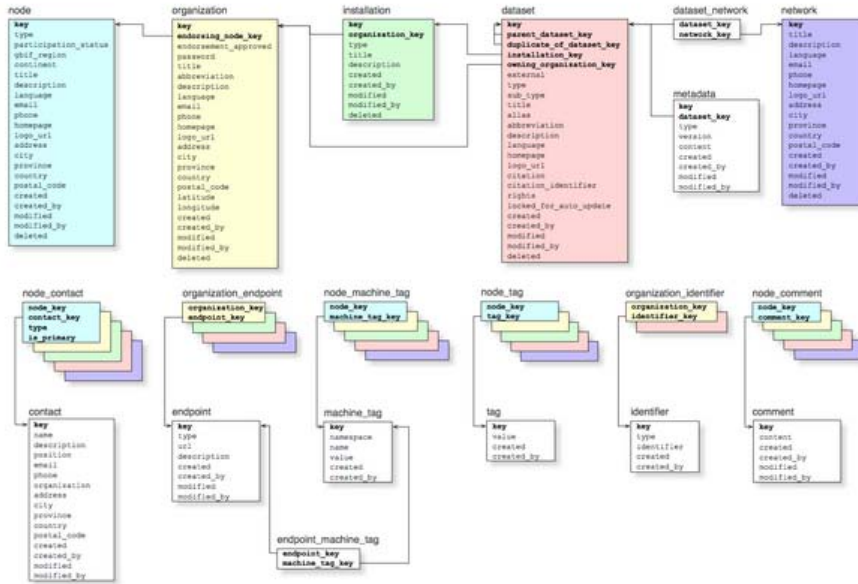 node
key
type
participation_status
gbif_region
continent
title
description
language
email
phone
homepage
logo_url
address
city
province
country
postal_code
created
created_by
modified
modified_by
deleted
organization
key
endorsing_node_key
endorsement_approved
password
title
abbreviation
description
language
email
phone
homepage
logo_url
address
city
province
country
postal_code
latitude
longitude
created
created_by
modified
modified_by
deleted
installation
key
organization_key
type
title
description
created
created_by
modified
modified_by
deleted
dataset
key
parent_dataset_key
duplicate_of_dataset_key
installation_key
owning_organization_key
external
type
sub_type
title
alias
abbreviation
description
language
homepage
logo_url
citation
citation_identifier
rights
locked_for_auto_update
created
created_by
modified
modified_by
deleted
dataset_network
dataset_key
network_key
metadata
key
dataset_key
type
version
content
created
created_by
modified
modified_by
network
key
title
description
language
email
phone
homepage
logo_url
address
city
province
country
postal_code
created
created_by
modified
modified_by
deleted
node_contact
node_key
contact_key
type
is_primary
organization_endpoint
organization_key
endpoint_key
node_machine_tag
node_key
machine_tag_key
node_tag
node_key
tag_key
organization_identifier
organization_key
identifier_key
node_comment
node_key
comment_key
contact
key
name
description
position
email
phone
organization
address
city
province
country
postal_code
created
created_by
modified
modified_by
endpoint
key
type
url
description
created
created_by
modified
modified_by
machine_tag
key
namespace
name
value
created
created_by
tag
key
value
created
created_by
identifier
key
type
identifier
created
created_by
comment
key
content
created
created_by
modified
modified_by
endpoint_machine_tag
endpoint_key
machine_tag_key